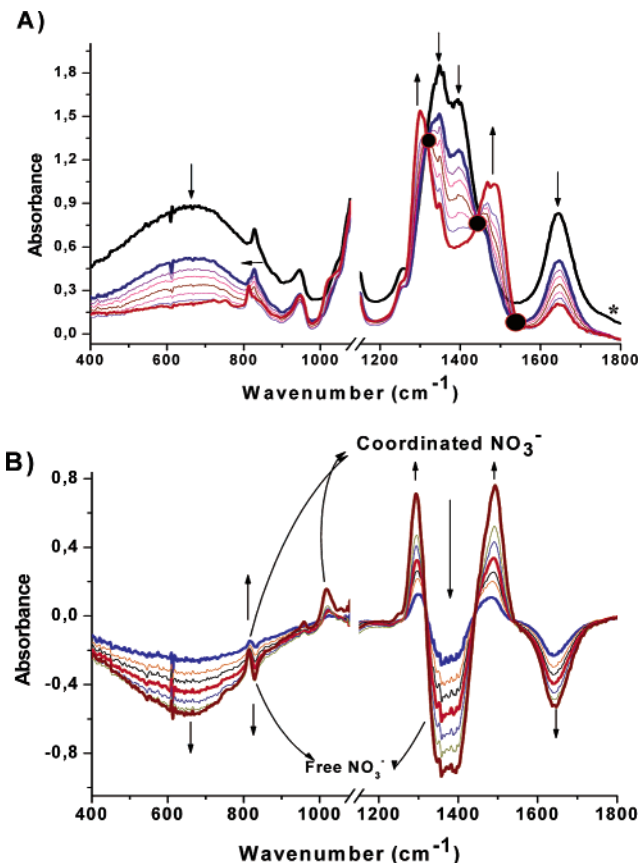 A)
1,8
1,5
1,2
0,9
0,6
0,3
0,0
Absorbance
*
400 600 800 1000 1200 1400 1600 1800
Wavenumber (cm-1)
B)
Coordinated NO3-
0,8
0,4
0,0
-0,4
-0,8
Absorbance
Free NO3-
400 600 800 1000 1200 1400 1600 1800
Wavenumber (cm-1)